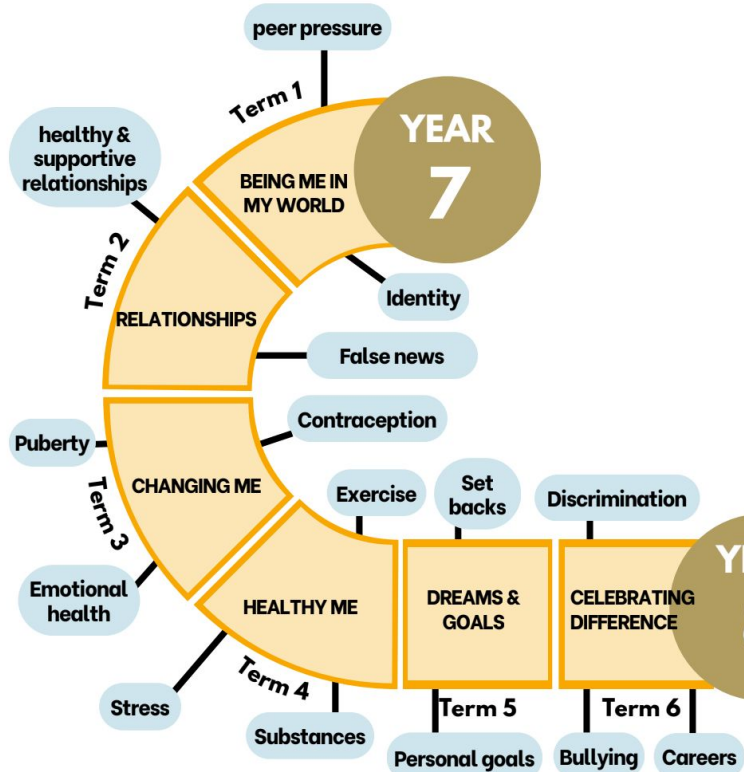 peer pressure
Term 1
YEAR
7
healthy &
supportive
relationships
BEING ME IN
MY WORLD
Identity
Term 2
RELATIONSHIPS
False news
Contraception
Puberty
CHANGING ME
Term 3
Emotional
health
Exercise
HEALTHY ME
Stress
Term 4
Substances
Set
backs
DREAMS &
GOALS
Term 5
Personal goals
Discrimination
CELEBRATING
DIFFERENCE
Term 6
Bullying
Careers